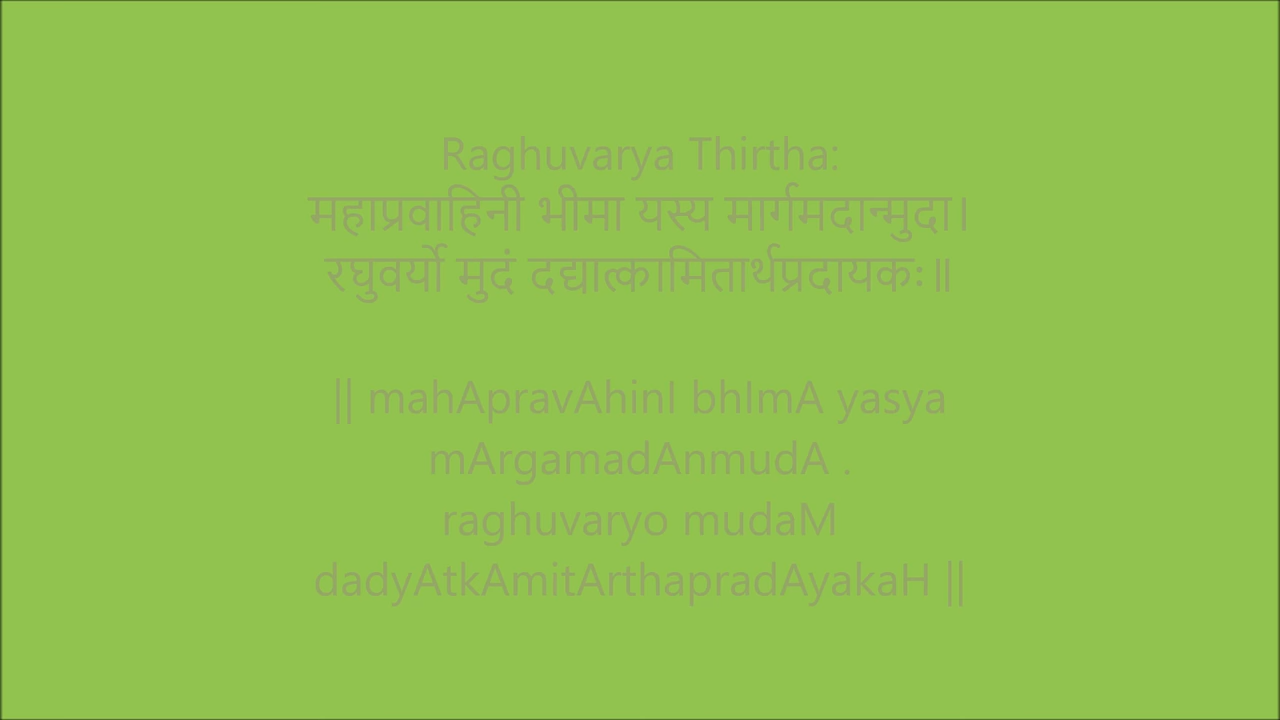 Raghuvarya Thirtha:
महाप्रवाहिनी भीमा यस्य मार्गमदान्मुदा।
रघुवर्यो मुदं दद्यात्कामितार्थप्रदायकः॥
|| mahApravAhinI bhImA yasya
mArgamadAnmudA .
raghuvaryo mudaM
dadyAtkAmitArthapradAyakaH ||